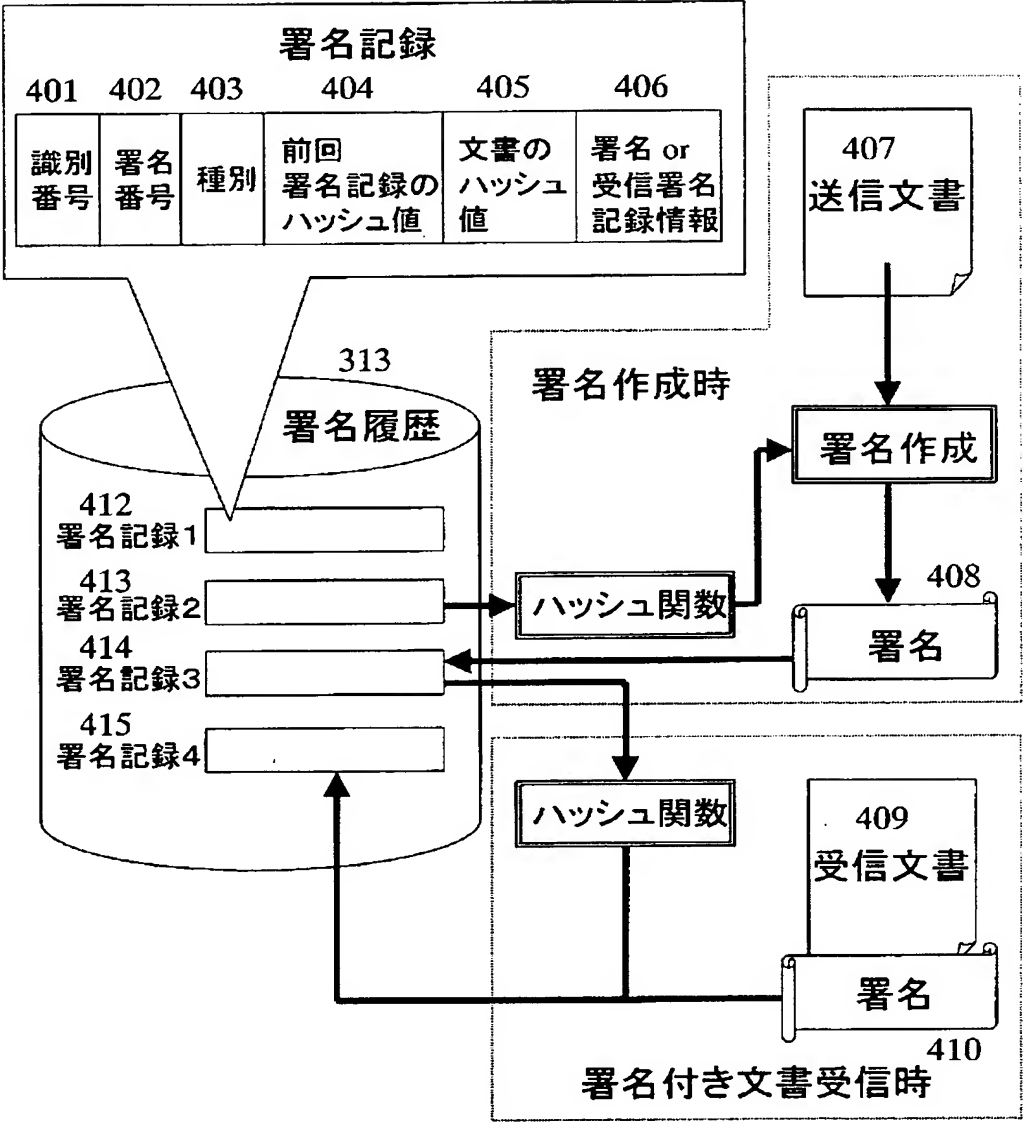 署名記録
401 402 403 404 405 406
識別
番号
署名
番号
種別
前回
署名記録の
ハッシュ値
文書の
ハッシュ
値
署名 or
受信署名
記録情報
407
送信文書
署名作成時
署名作成
313
署名履歴
412
署名記録1
413
署名記録2
414
署名記録3
415
署名記録4
ハッシュ関数
408
署名
ハッシュ関数
409
受信文書
署名
410
署名付き文書受信時